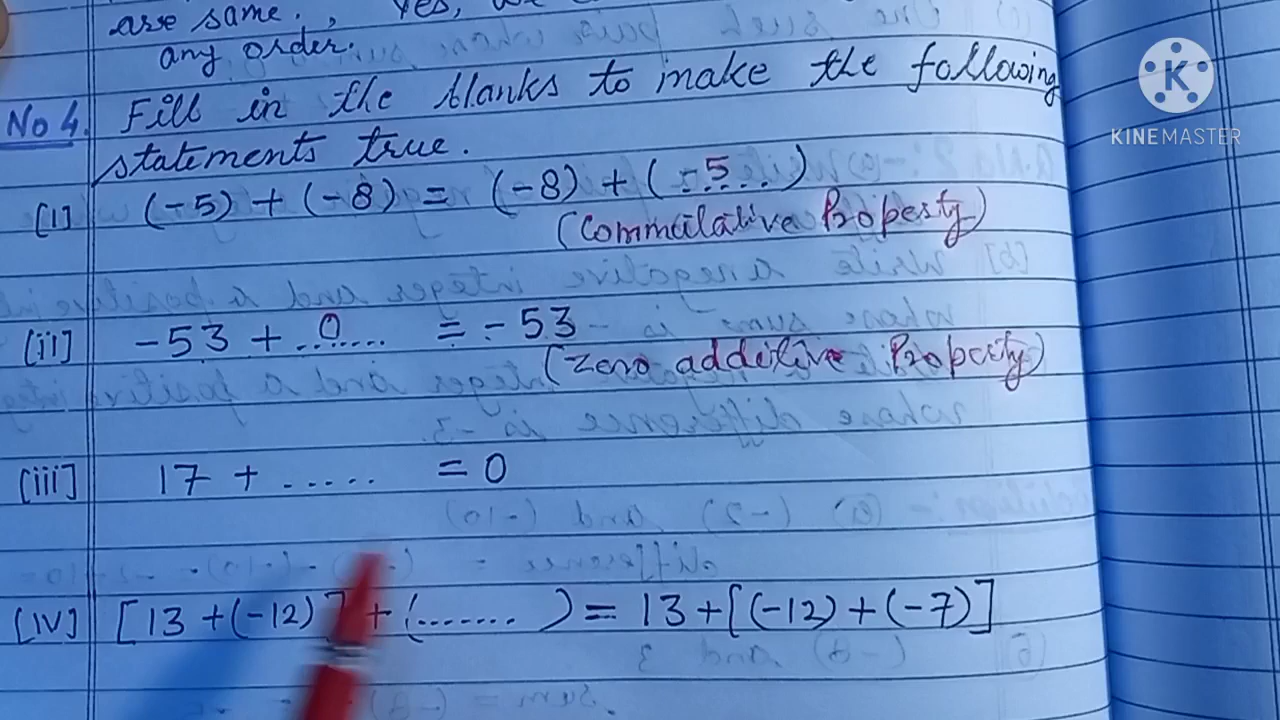 are same., Yes, we
any order.
No 4. Fill in the blanks to make the following
statements true.
(i) (-5) + (-8) = (-8) + (-5....)
(Commulative Property)
(ii) -53 + ..0..... = -53
(Zero additive Property)
(iii) 17 + ..... = 0
(iv) [13 + (-12)] + (.......) = 13 + [(-12) + (-7)]
K
KINEMASTER